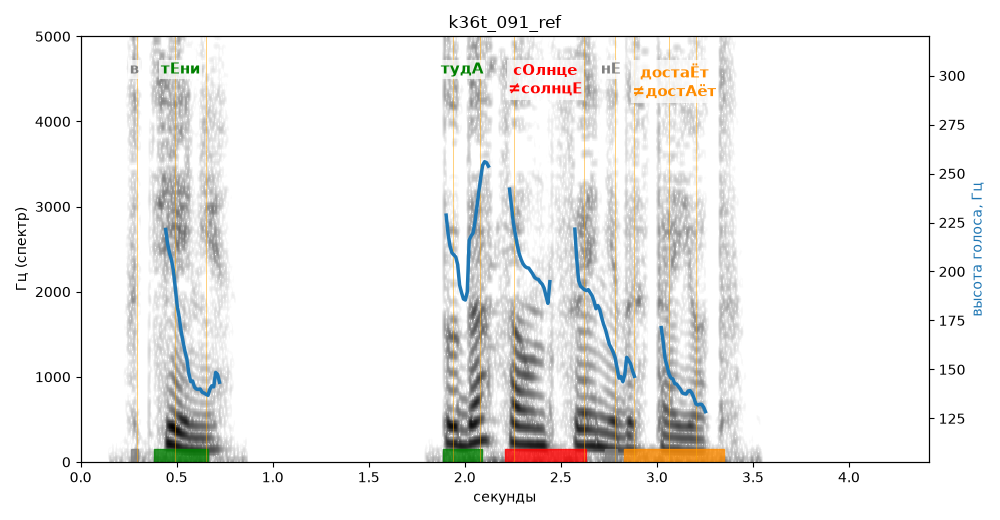 k36t_091_ref
5000
4000
3000
2000
1000
0
Гц (спектр)
в
тЕни
тудА
сОлнце
≠солнцЕ
нЕ
достаЁт
≠достАёт
300
275
250
225
200
175
150
125
высота голоса, Гц
0.0 0.5 1.0 1.5 2.0 2.5 3.0 3.5 4.0
секунды